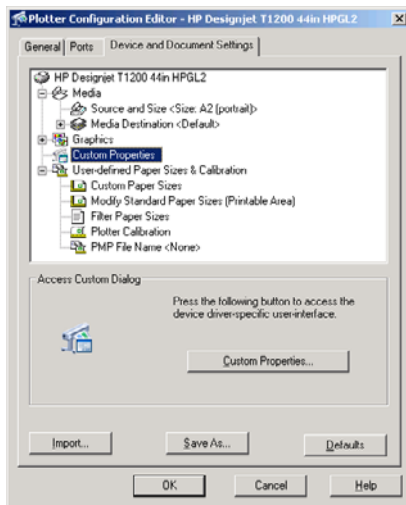 Plotter Configuration Editor - HP Designjet T1200 44in HPGL2
General Ports Device and Document Settings
HP Designjet T1200 44in HPGL2
Media
Source and Size <Size: A2 (portrait)>
Media Destination <Default>
Graphics
Custom Properties
User-defined Paper Sizes & Calibration
Custom Paper Sizes
Modify Standard Paper Sizes (Printable Area)
Filter Paper Sizes
Plotter Calibration
PMP File Name <None>
Access Custom Dialog
Press the following button to access the
device driver-specific user-interface.
Custom Properties...
Import... Save As... Defaults
OK Cancel Help